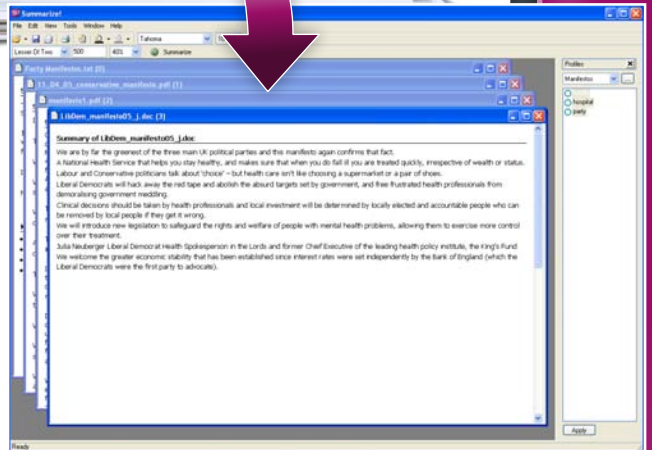 Summarize!
File Edit View Tools Window Help
Tahoma
Lesser Of Two 500 40% Summarize
Party Manifestos.txt (0)
11_04_05_conservative_manifesto.pdf (1)
manifesto1.pdf (2)
LibDem_manifesto05_j.doc (3)
Summary of LibDem_manifesto05_j.doc
We are by far the greenest of the three main UK political parties and this manifesto again confirms that fact.
A National Health Service that helps you stay healthy, and makes sure that when you do fall ill you are treated quickly, irrespective of wealth or status.
Labour and Conservative politicians talk about 'choice' – but health care isn't like choosing a supermarket or a pair of shoes.
Liberal Democrats will hack away the red tape and abolish the absurd targets set by government, and free frustrated health professionals from
demoralising government meddling.
Clinical decisions should be taken by health professionals and local investment will be determined by locally elected and accountable people who can
be removed by local people if they get it wrong.
We will introduce new legislation to safeguard the rights and welfare of people with mental health problems, allowing them to exercise more control
over their treatment.
Julia Neuberger Liberal Democrat Health Spokesperson in the Lords and former Chief Executive of the leading health policy institute, the King's Fund
We welcome the greater economic stability that has been established since interest rates were set independently by the Bank of England (which the
Liberal Democrats were the first party to advocate).
Profiles
Manifestos ...
hospital
party
Apply
Ready